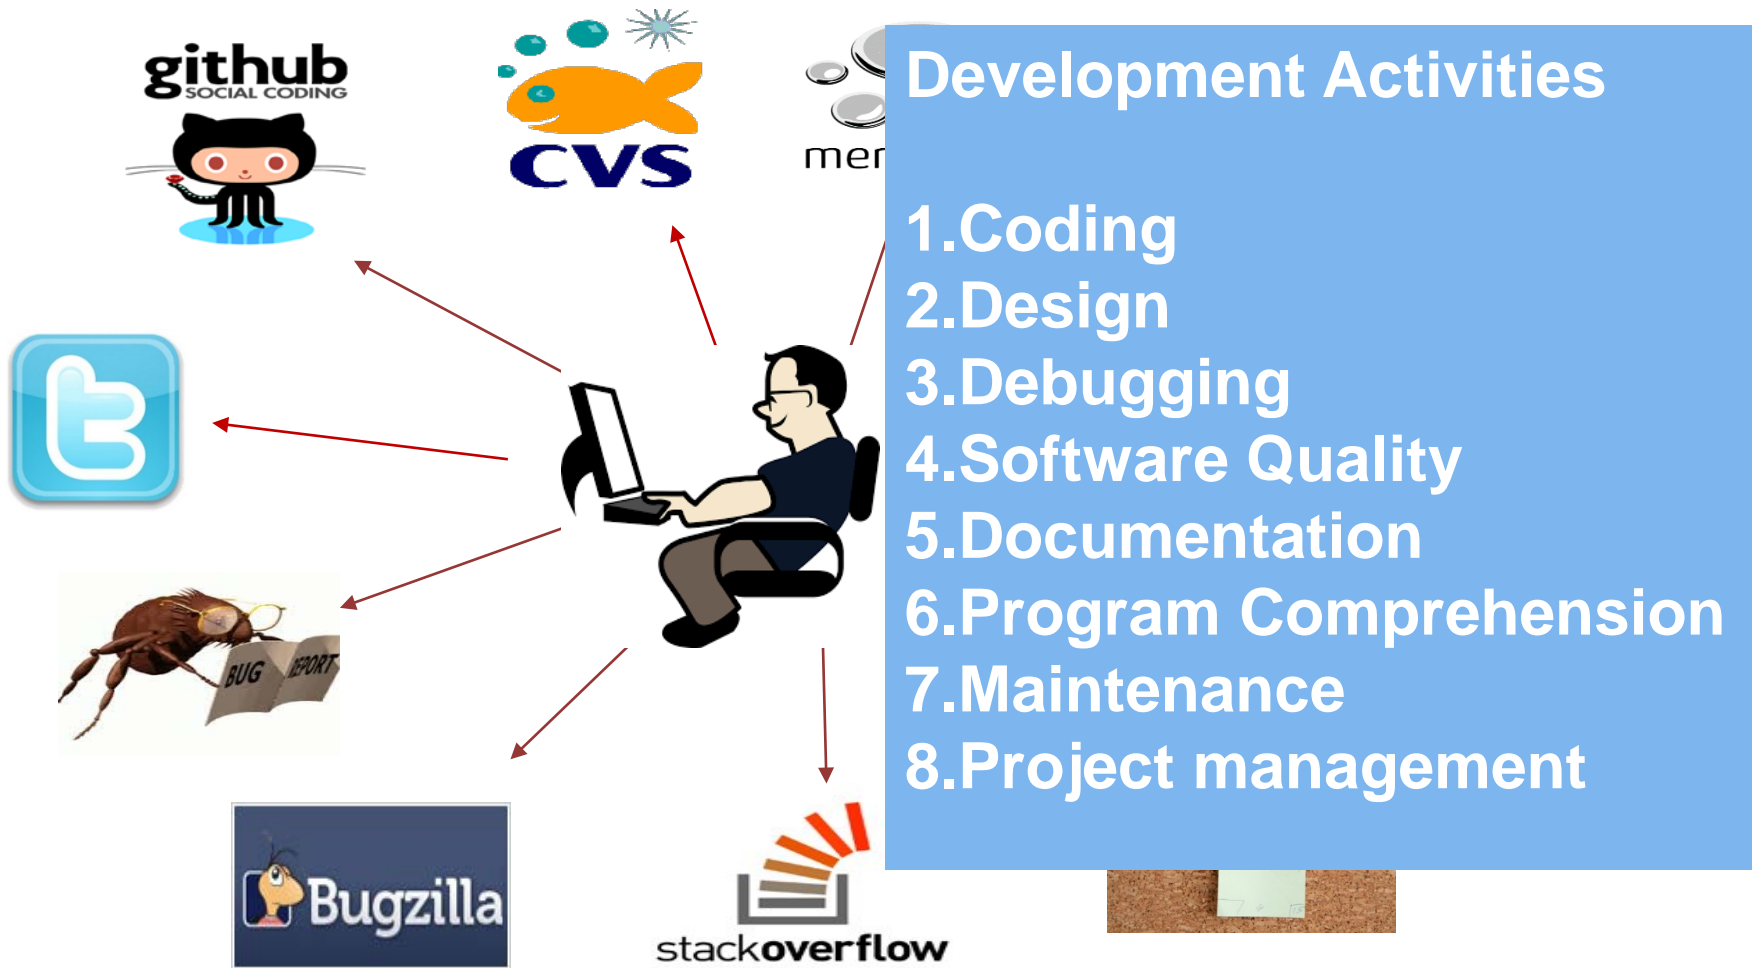 github
SOCIAL CODING
CVS
mer
Development Activities
1.Coding
2.Design
3.Debugging
4.Software Quality
5.Documentation
6.Program Comprehension
7.Maintenance
8.Project management
BUG REPORT
Bugzilla
stackoverflow